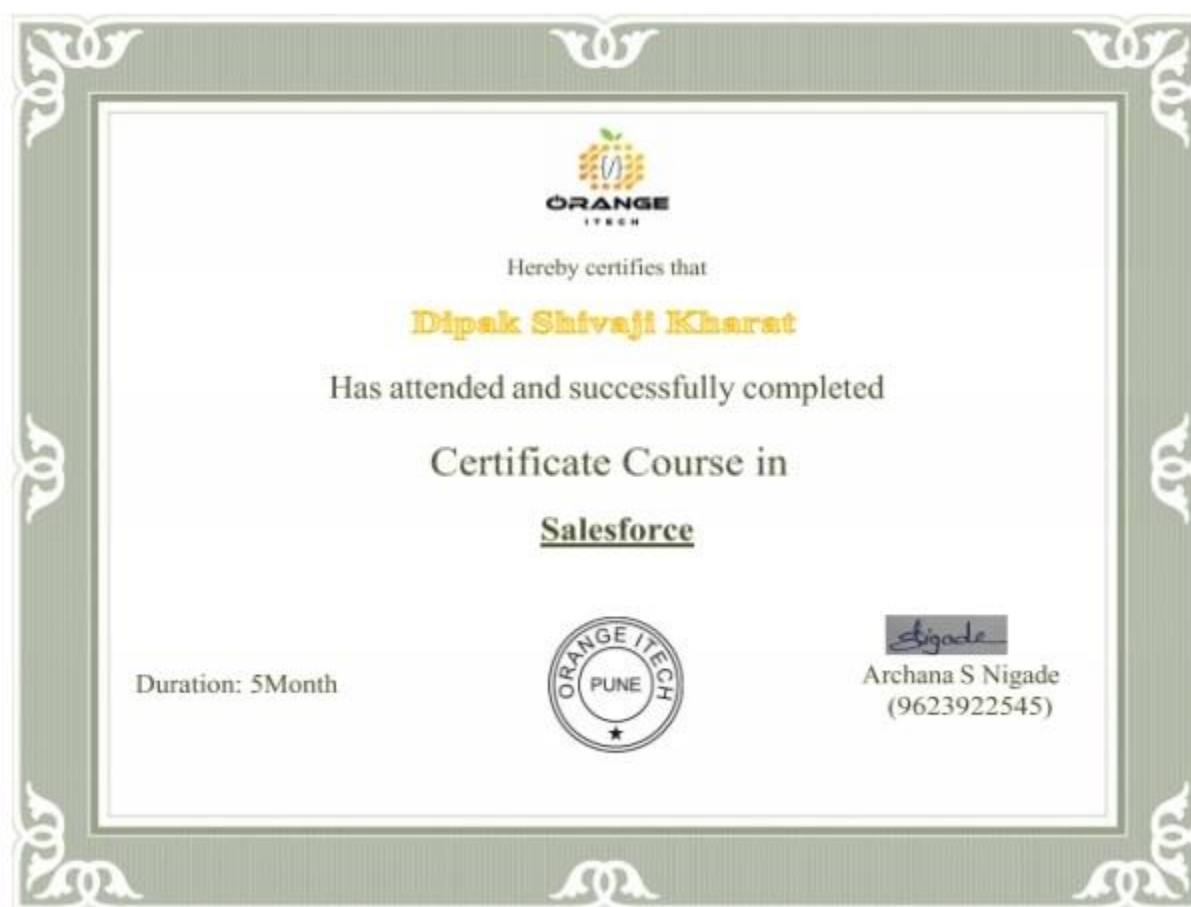 ORANGE
ITECH
Hereby certifies that
Dipak Shivaji Kharat
Has attended and successfully completed
Certificate Course in
Salesforce
Duration: 5Month
ORANGE ITECH
PUNE
Nigade
Archana S Nigade
(9623922545)